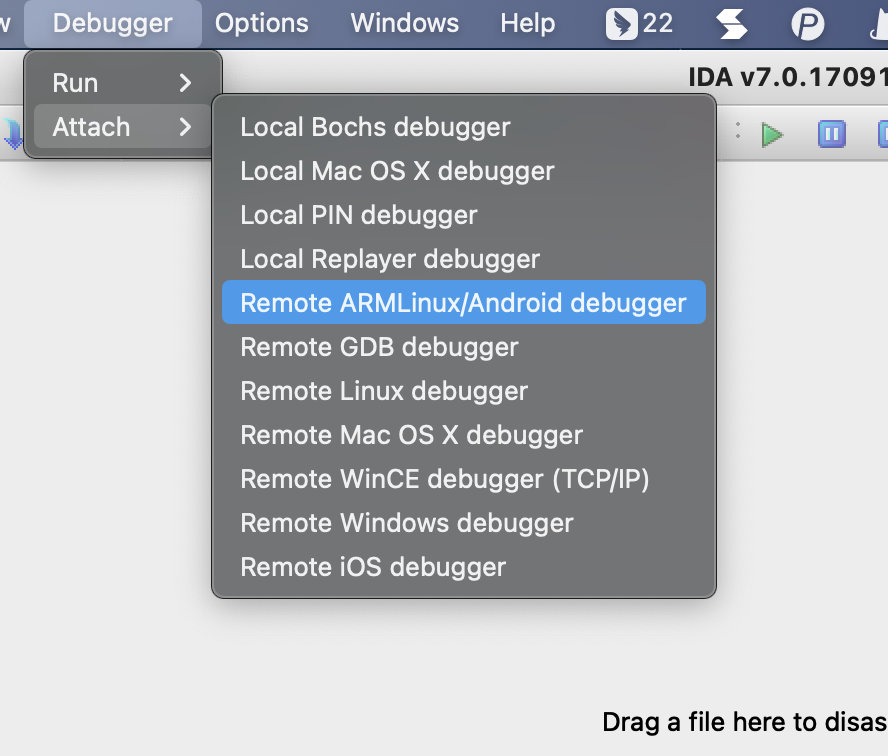 Debugger Options Windows Help 22
IDA v7.0.17091
Run
Attach
Local Bochs debugger
Local Mac OS X debugger
Local PIN debugger
Local Replayer debugger
Remote ARMLinux/Android debugger
Remote GDB debugger
Remote Linux debugger
Remote Mac OS X debugger
Remote WinCE debugger (TCP/IP)
Remote Windows debugger
Remote iOS debugger
Drag a file here to disas